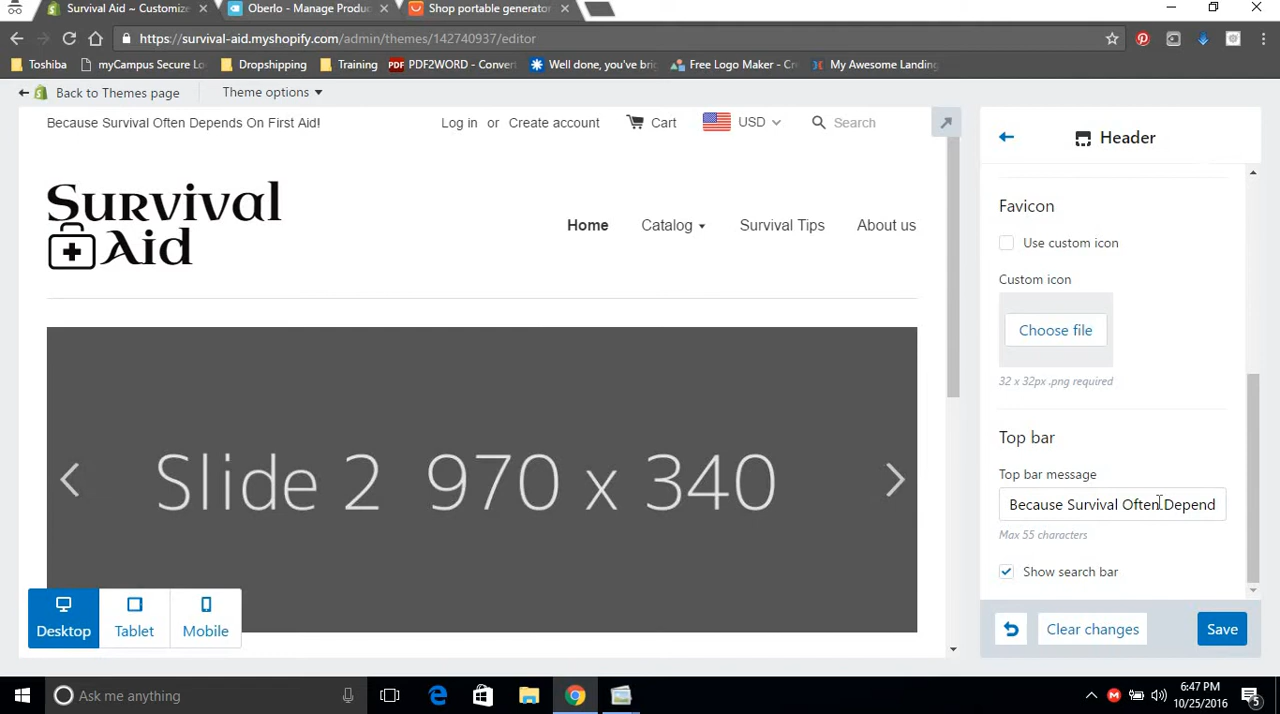 Survival Aid ~ Customize
Oberlo - Manage Produc
Shop portable generator
https://survival-aid.myshopify.com/admin/themes/142740937/editor
Toshiba
myCampus Secure Lo
Dropshipping
Training
PDF2WORD - Convert
Well done, you've brig
Free Logo Maker - Cr
My Awesome Landing
Back to Themes page
Theme options
Because Survival Often Depends On First Aid!
Log in or Create account
Cart
USD
Search
Header
Survival
Aid
Home
Catalog
Survival Tips
About us
Favicon
Use custom icon
Custom icon
Choose file
32 x 32px .png required
Slide 2 970 x 340
Top bar
Top bar message
Because Survival Often Depend
Max 55 characters
Show search bar
Desktop
Tablet
Mobile
Clear changes
Save
Ask me anything
6:47 PM
10/25/2016
5